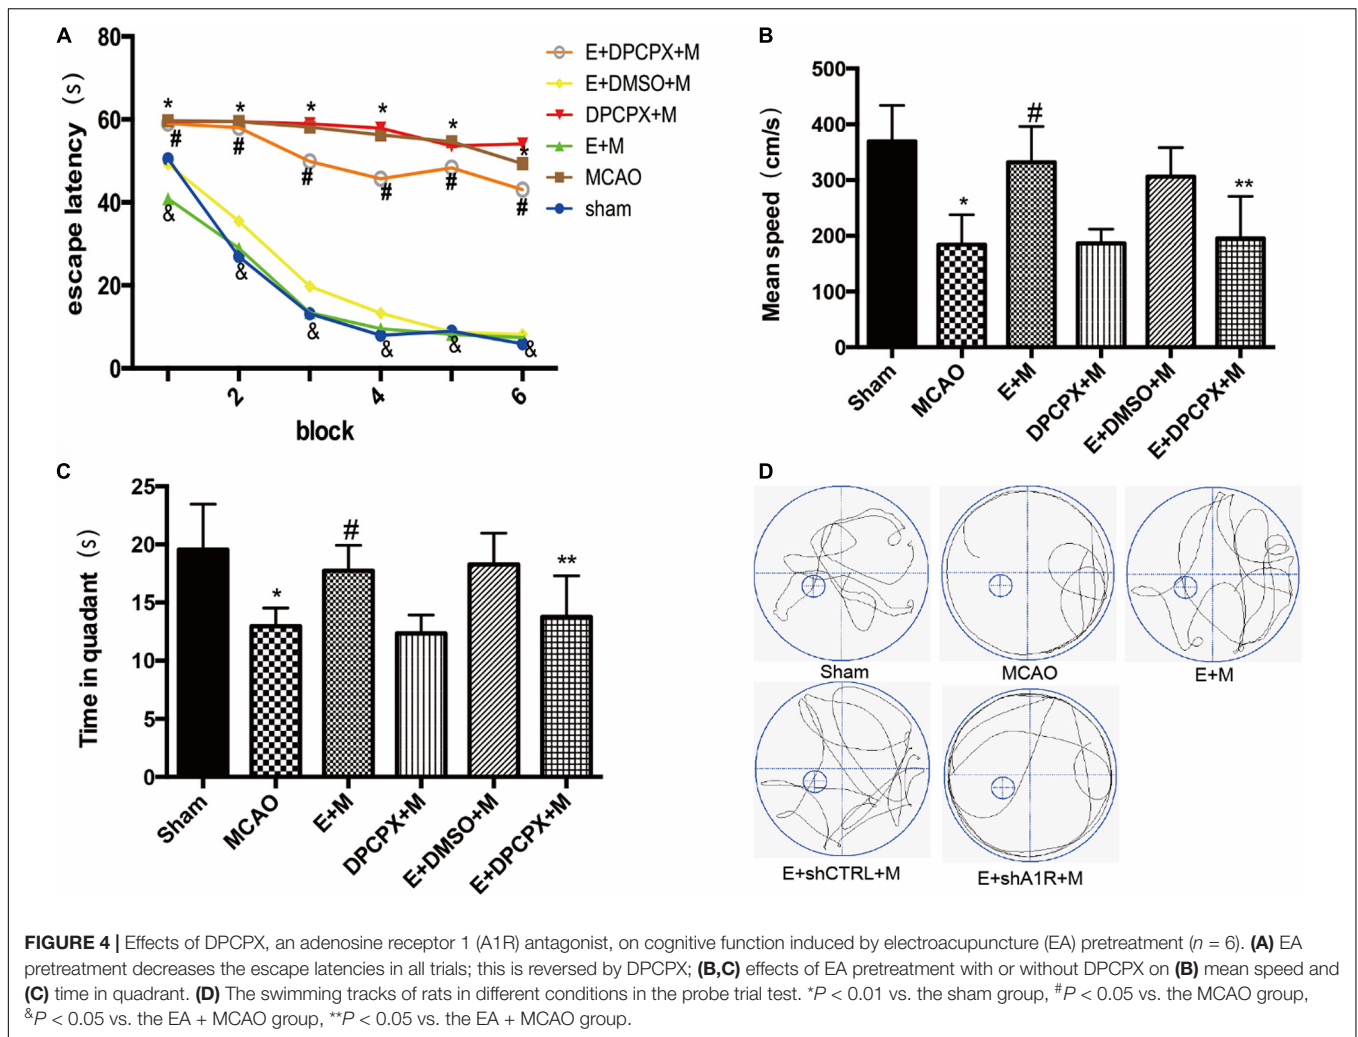 A
80
60
40
20
0
escape latency (s)
2
4
6
block
*
*
*
*
*
*
#
#
#
#
#
#
&
&
&
&
&
&
E+DPCPX+M
E+DMSO+M
DPCPX+M
E+M
MCAO
sham
B
500
400
300
200
100
0
Mean speed (cm/s)
*
#
**
Sham
MCAO
E+M
DPCPX+M
E+DMSO+M
E+DPCPX+M
C
25
20
15
10
5
0
Time in quadant (s)
*
#
**
Sham
MCAO
E+M
DPCPX+M
E+DMSO+M
E+DPCPX+M
D
Sham
MCAO
E+M
E+shCTRL+M
E+shA1R+M
FIGURE 4 | Effects of DPCPX, an adenosine receptor 1 (A1R) antagonist, on cognitive function induced by electroacupuncture (EA) pretreatment (n = 6). (A) EA
pretreatment decreases the escape latencies in all trials; this is reversed by DPCPX; (B,C) effects of EA pretreatment with or without DPCPX on (B) mean speed and
(C) time in quadrant. (D) The swimming tracks of rats in different conditions in the probe trial test. *P < 0.01 vs. the sham group, #P < 0.05 vs. the MCAO group,
&P < 0.05 vs. the EA + MCAO group, **P < 0.05 vs. the EA + MCAO group.